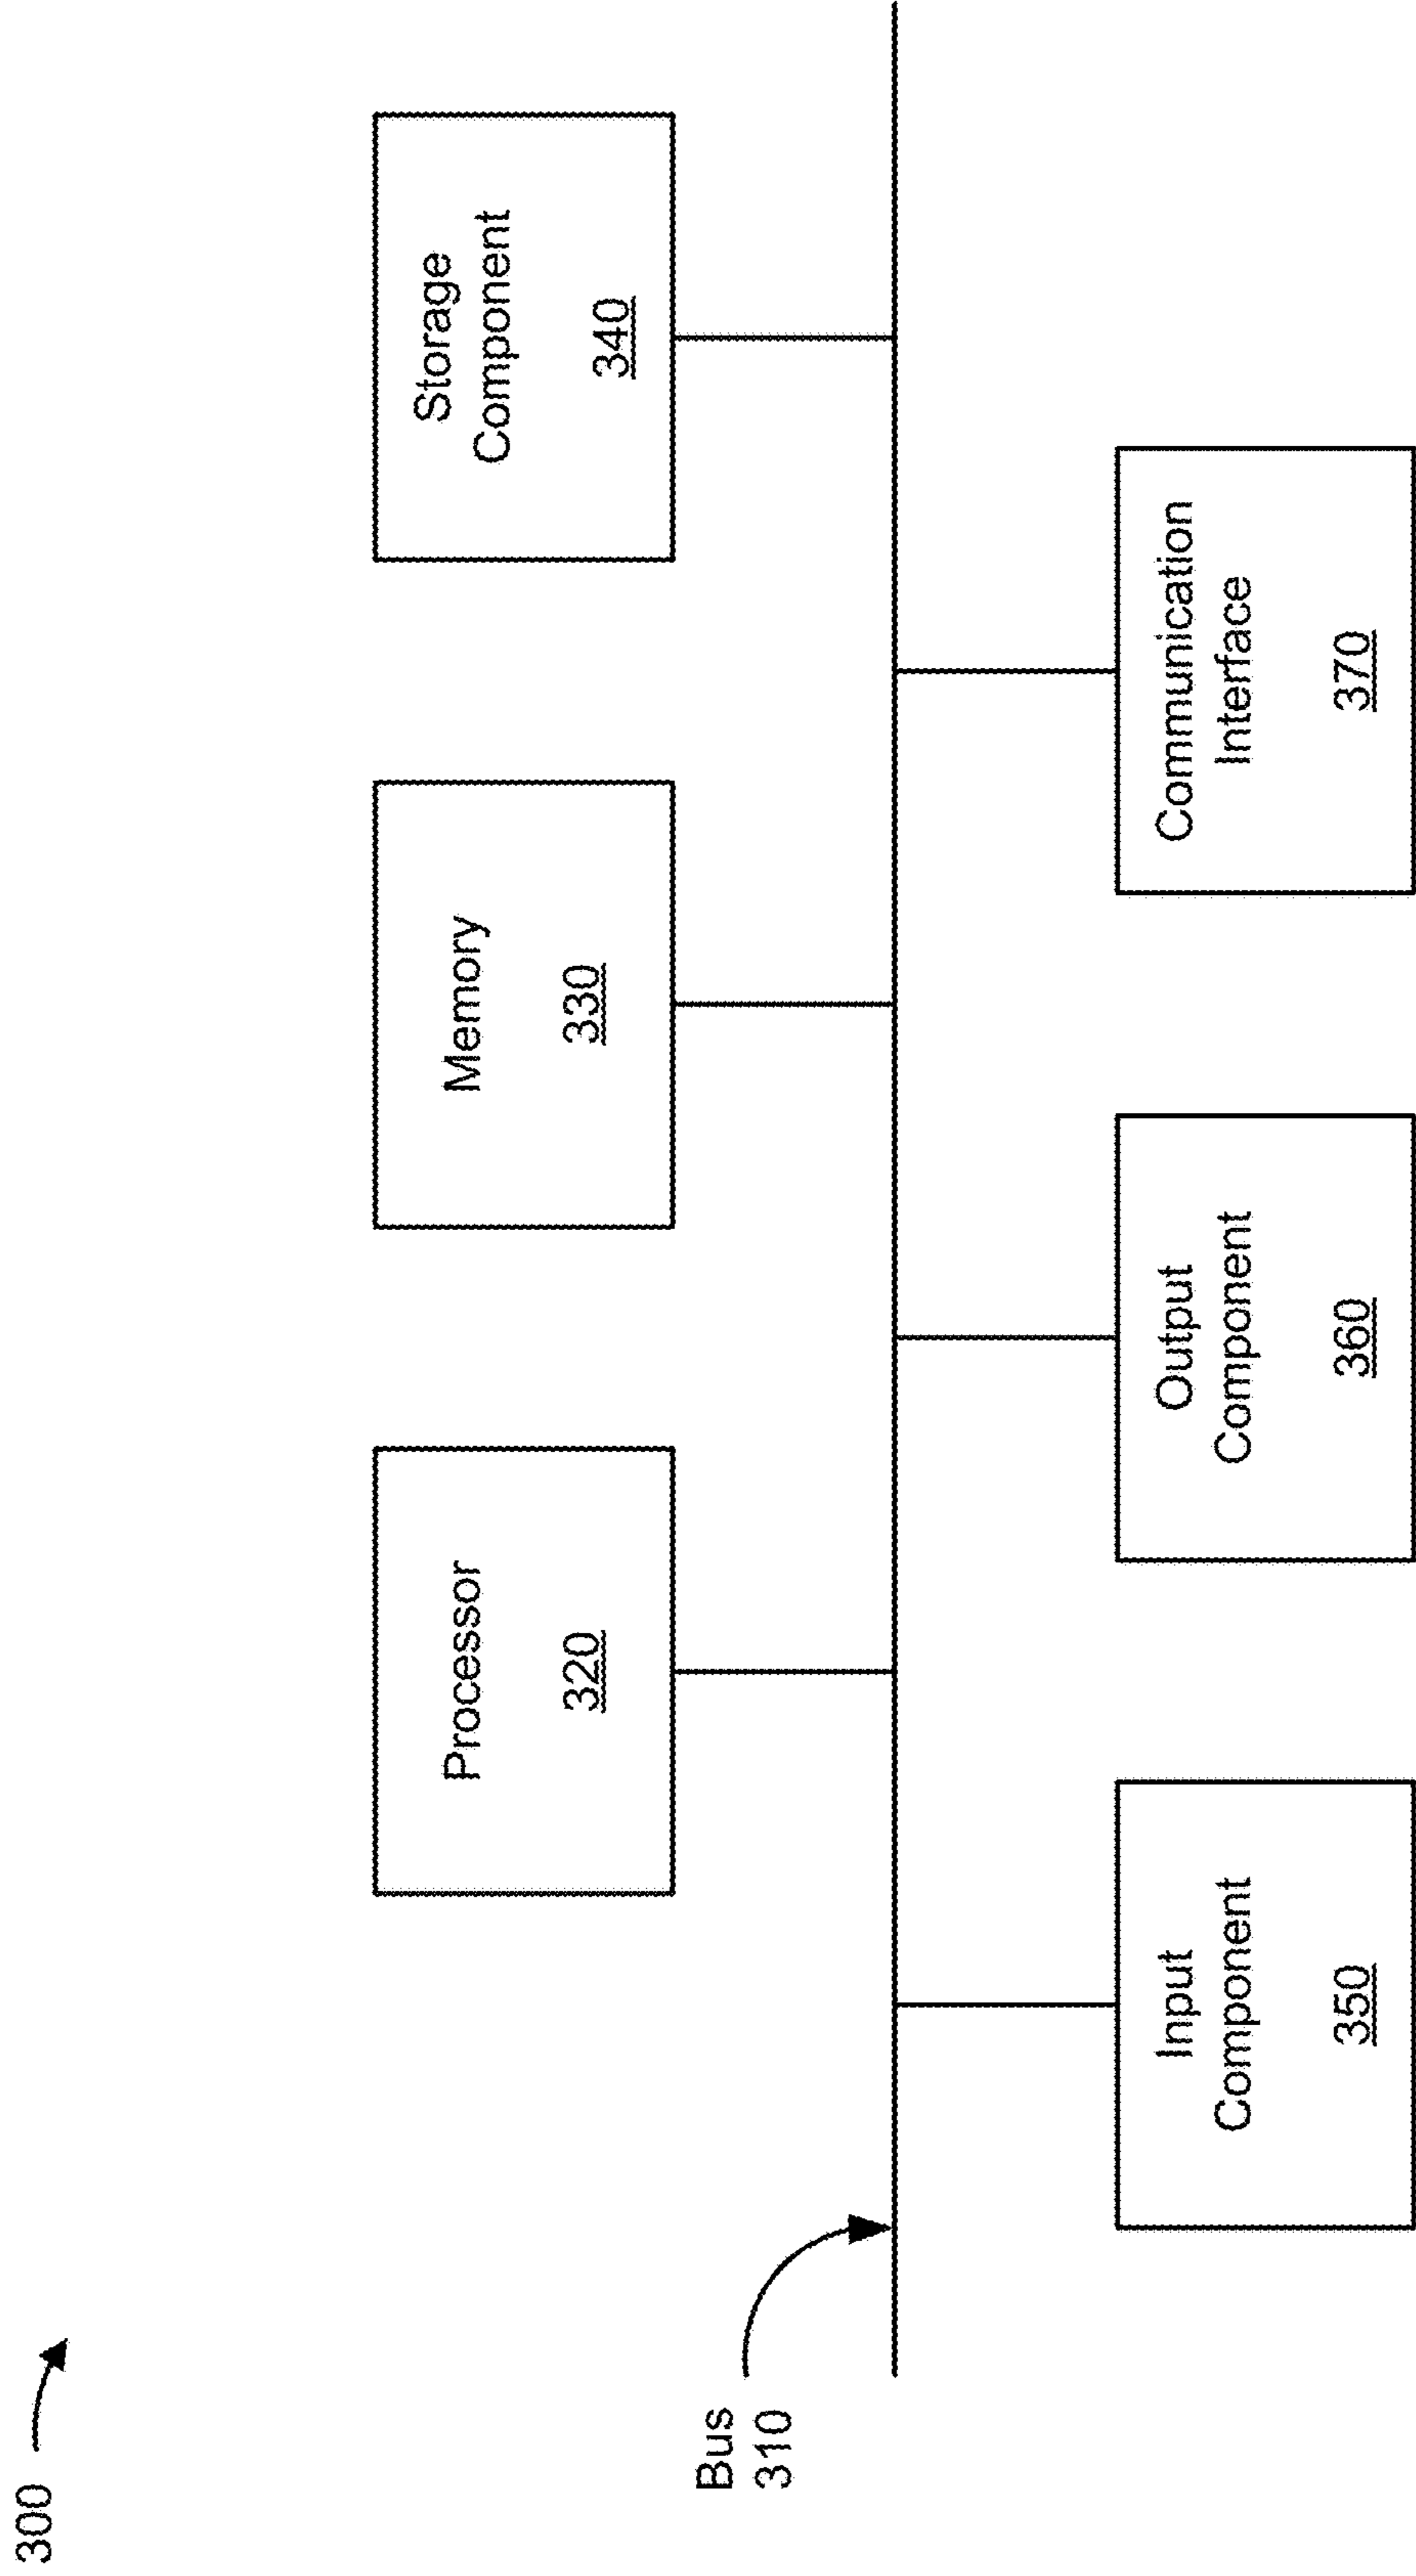 300
Processor
320
Memory
330
Storage
Component
340
Bus
310
Input
Component
350
Output
Component
360
Communication
Interface
370